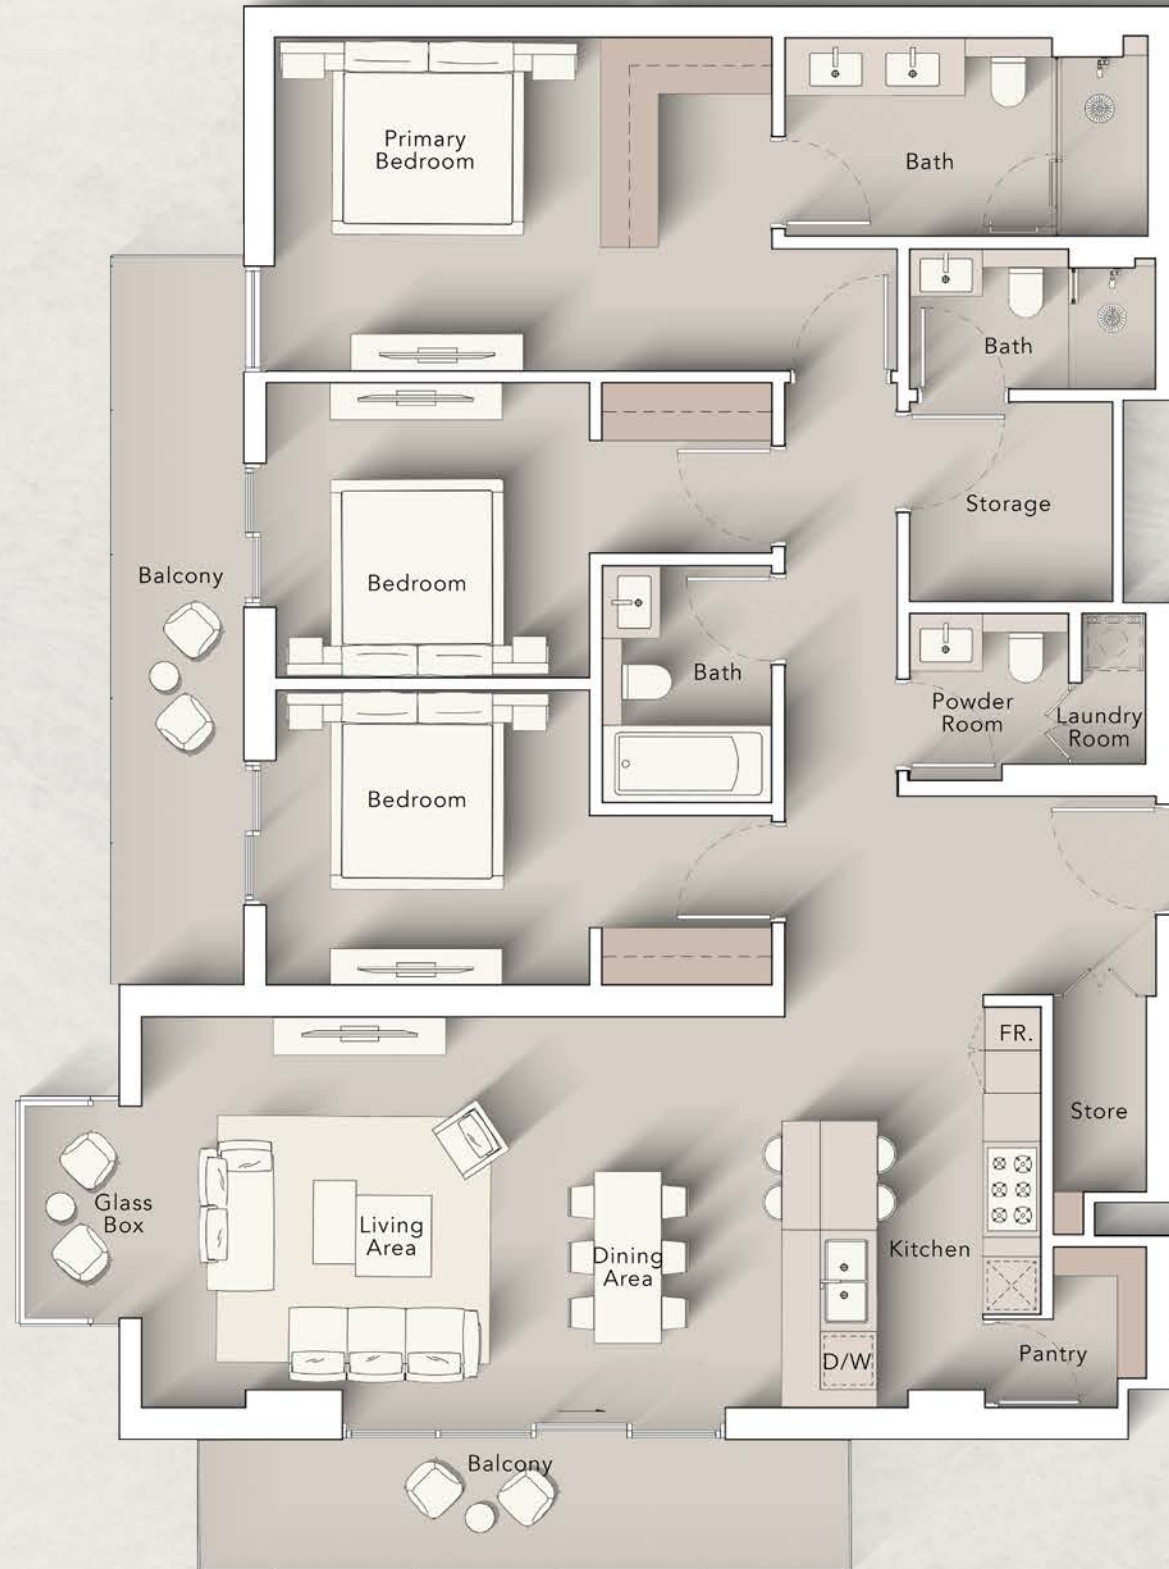 Primary
Bedroom
Bath
Bath
Storage
Balcony
Bedroom
Bath
Powder
Room
Laundry
Room
Bedroom
FR.
Store
Glass
Box
Living
Area
Dining
Area
Kitchen
D/W
Pantry
Balcony